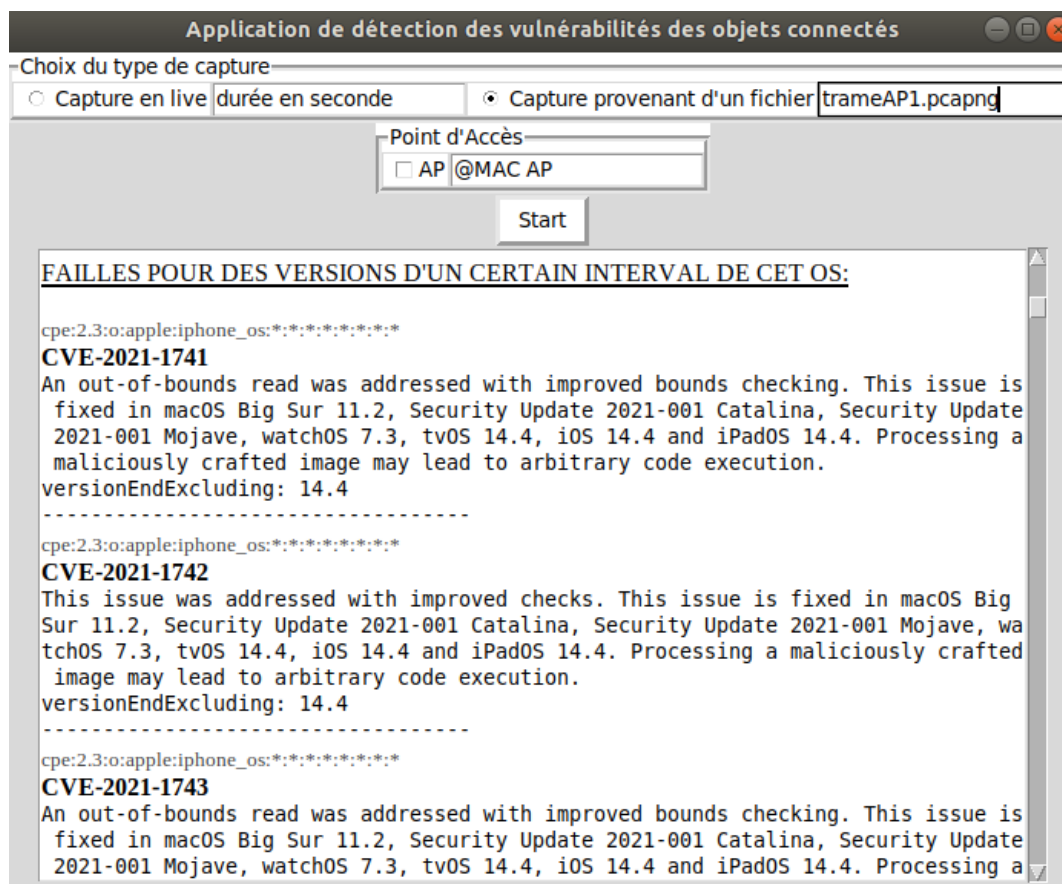 Application de détection des vulnérabilités des objets connectés
Choix du type de capture
Capture en live durée en seconde Capture provenant d'un fichier trameAP1.pcapng
Point d'Accès
AP @MAC AP
Start
FAILLES POUR DES VERSIONS D'UN CERTAIN INTERVAL DE CET OS:
cpe:2.3:o:apple:iphone_os:*:*:*:*:*:*:*:*
CVE-2021-1741
An out-of-bounds read was addressed with improved bounds checking. This issue is
fixed in macOS Big Sur 11.2, Security Update 2021-001 Catalina, Security Update
2021-001 Mojave, watchOS 7.3, tvOS 14.4, iOS 14.4 and iPadOS 14.4. Processing a
maliciously crafted image may lead to arbitrary code execution.
versionEndExcluding: 14.4
-----------------------------------
cpe:2.3:o:apple:iphone_os:*:*:*:*:*:*:*:*
CVE-2021-1742
This issue was addressed with improved checks. This issue is fixed in macOS Big
Sur 11.2, Security Update 2021-001 Catalina, Security Update 2021-001 Mojave, wa
tchOS 7.3, tvOS 14.4, iOS 14.4 and iPadOS 14.4. Processing a maliciously crafted
image may lead to arbitrary code execution.
versionEndExcluding: 14.4
-----------------------------------
cpe:2.3:o:apple:iphone_os:*:*:*:*:*:*:*:*
CVE-2021-1743
An out-of-bounds read was addressed with improved bounds checking. This issue is
fixed in macOS Big Sur 11.2, Security Update 2021-001 Catalina, Security Update
2021-001 Mojave, watchOS 7.3, tvOS 14.4, iOS 14.4 and iPadOS 14.4. Processing a